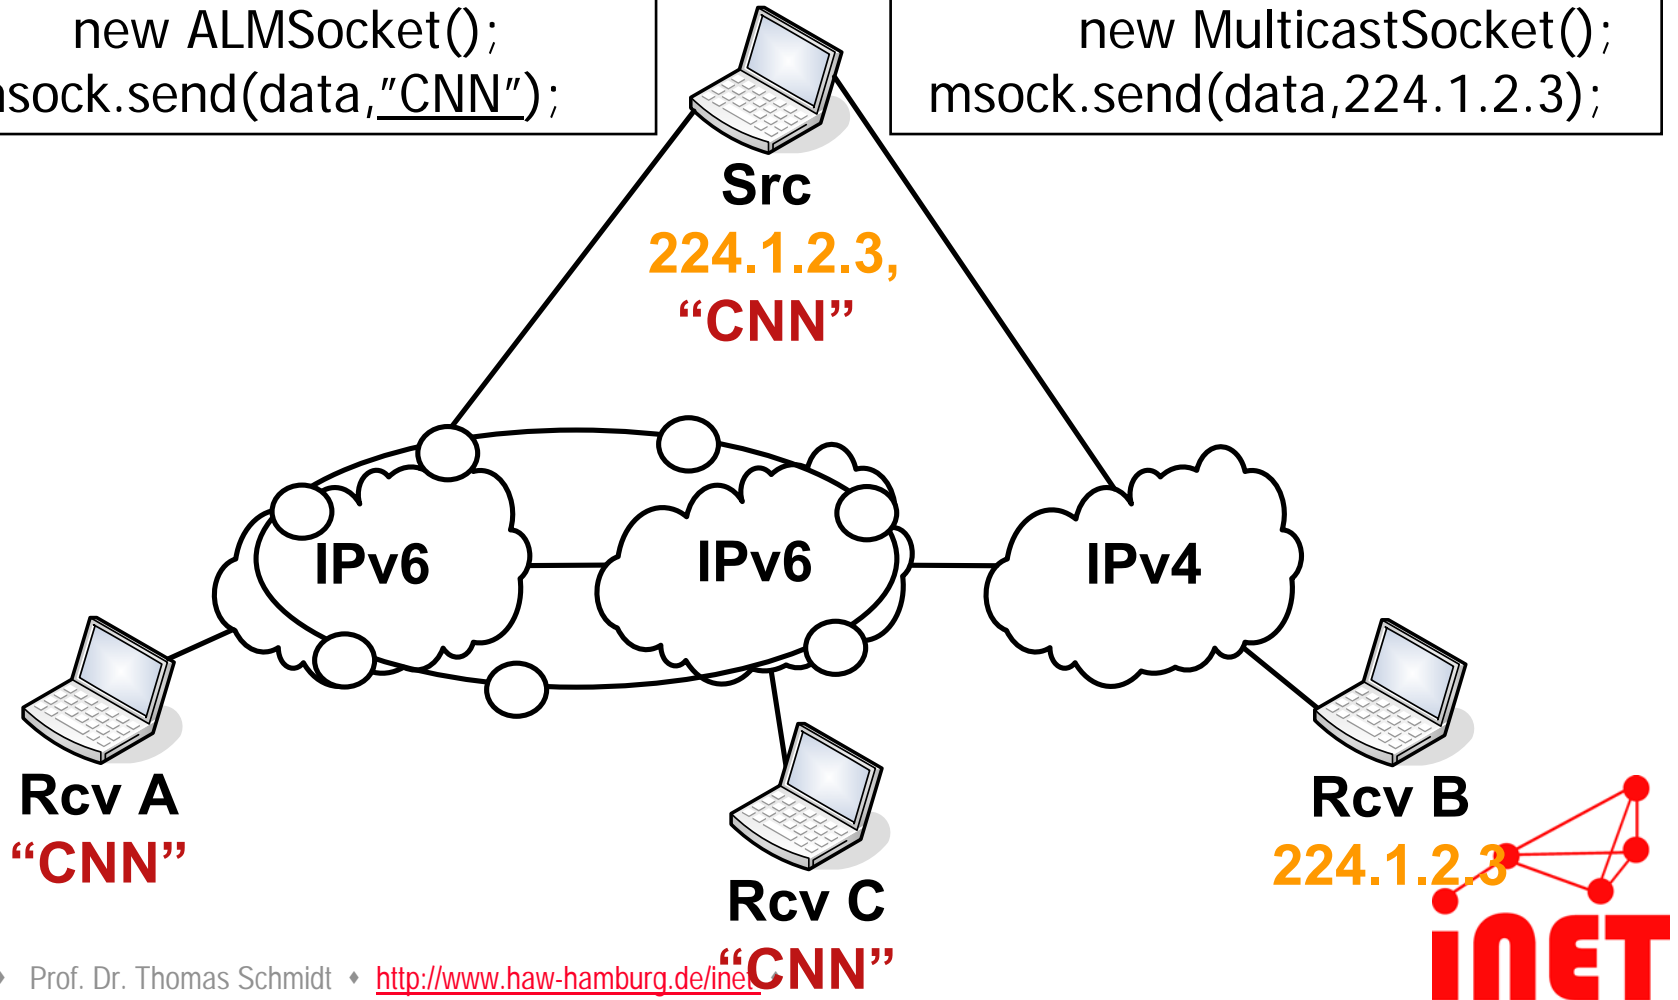 new ALMSocket();
msock.send(data,"CNN");
new MulticastSocket();
msock.send(data,224.1.2.3);
Src
224.1.2.3,
“CNN”
IPv6
IPv6
IPv4
Rcv A
“CNN”
Rcv B
224.1.2.3
Rcv C
“CNN”
Prof. Dr. Thomas Schmidt • http://www.haw-hamburg.de/inet •
iNET